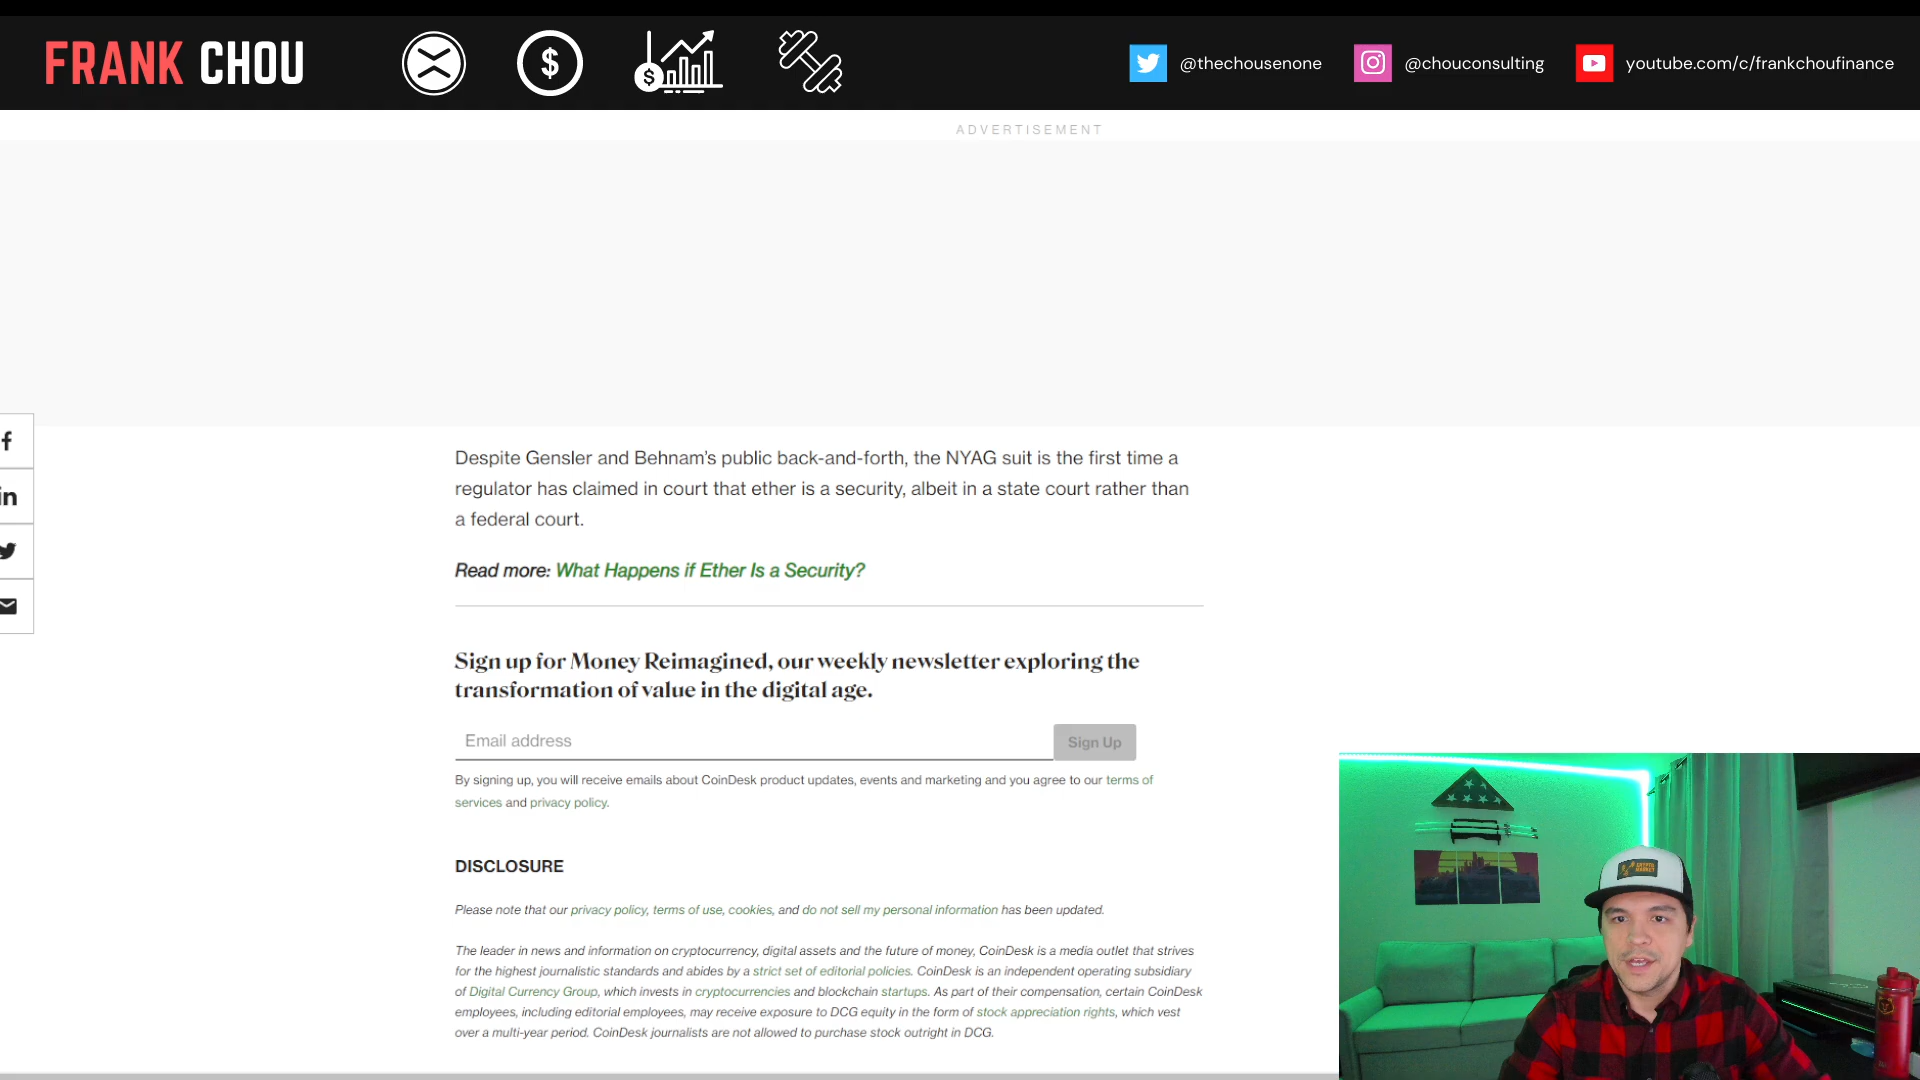 FRANK CHOU
@thechousenone
@chouconsulting
youtube.com/c/frankchoufinance
ADVERTISEMENT
Despite Gensler and Behnam's public back-and-forth, the NYAG suit is the first time a
regulator has claimed in court that ether is a security, albeit in a state court rather than
a federal court.
Read more: What Happens if Ether Is a Security?
Sign up for Money Reimagined, our weekly newsletter exploring the
transformation of value in the digital age.
Email address
Sign Up
By signing up, you will receive emails about CoinDesk product updates, events and marketing and you agree to our terms of
services and privacy policy.
DISCLOSURE
Please note that our privacy policy, terms of use, cookies, and do not sell my personal information has been updated.
The leader in news and information on cryptocurrency, digital assets and the future of money, CoinDesk is a media outlet that strives
for the highest journalistic standards and abides by a strict set of editorial policies. CoinDesk is an independent operating subsidiary
of Digital Currency Group, which invests in cryptocurrencies and blockchain startups. As part of their compensation, certain CoinDesk
employees, including editorial employees, may receive exposure to DCG equity in the form of stock appreciation rights, which vest
over a multi-year period. CoinDesk journalists are not allowed to purchase stock outright in DCG.